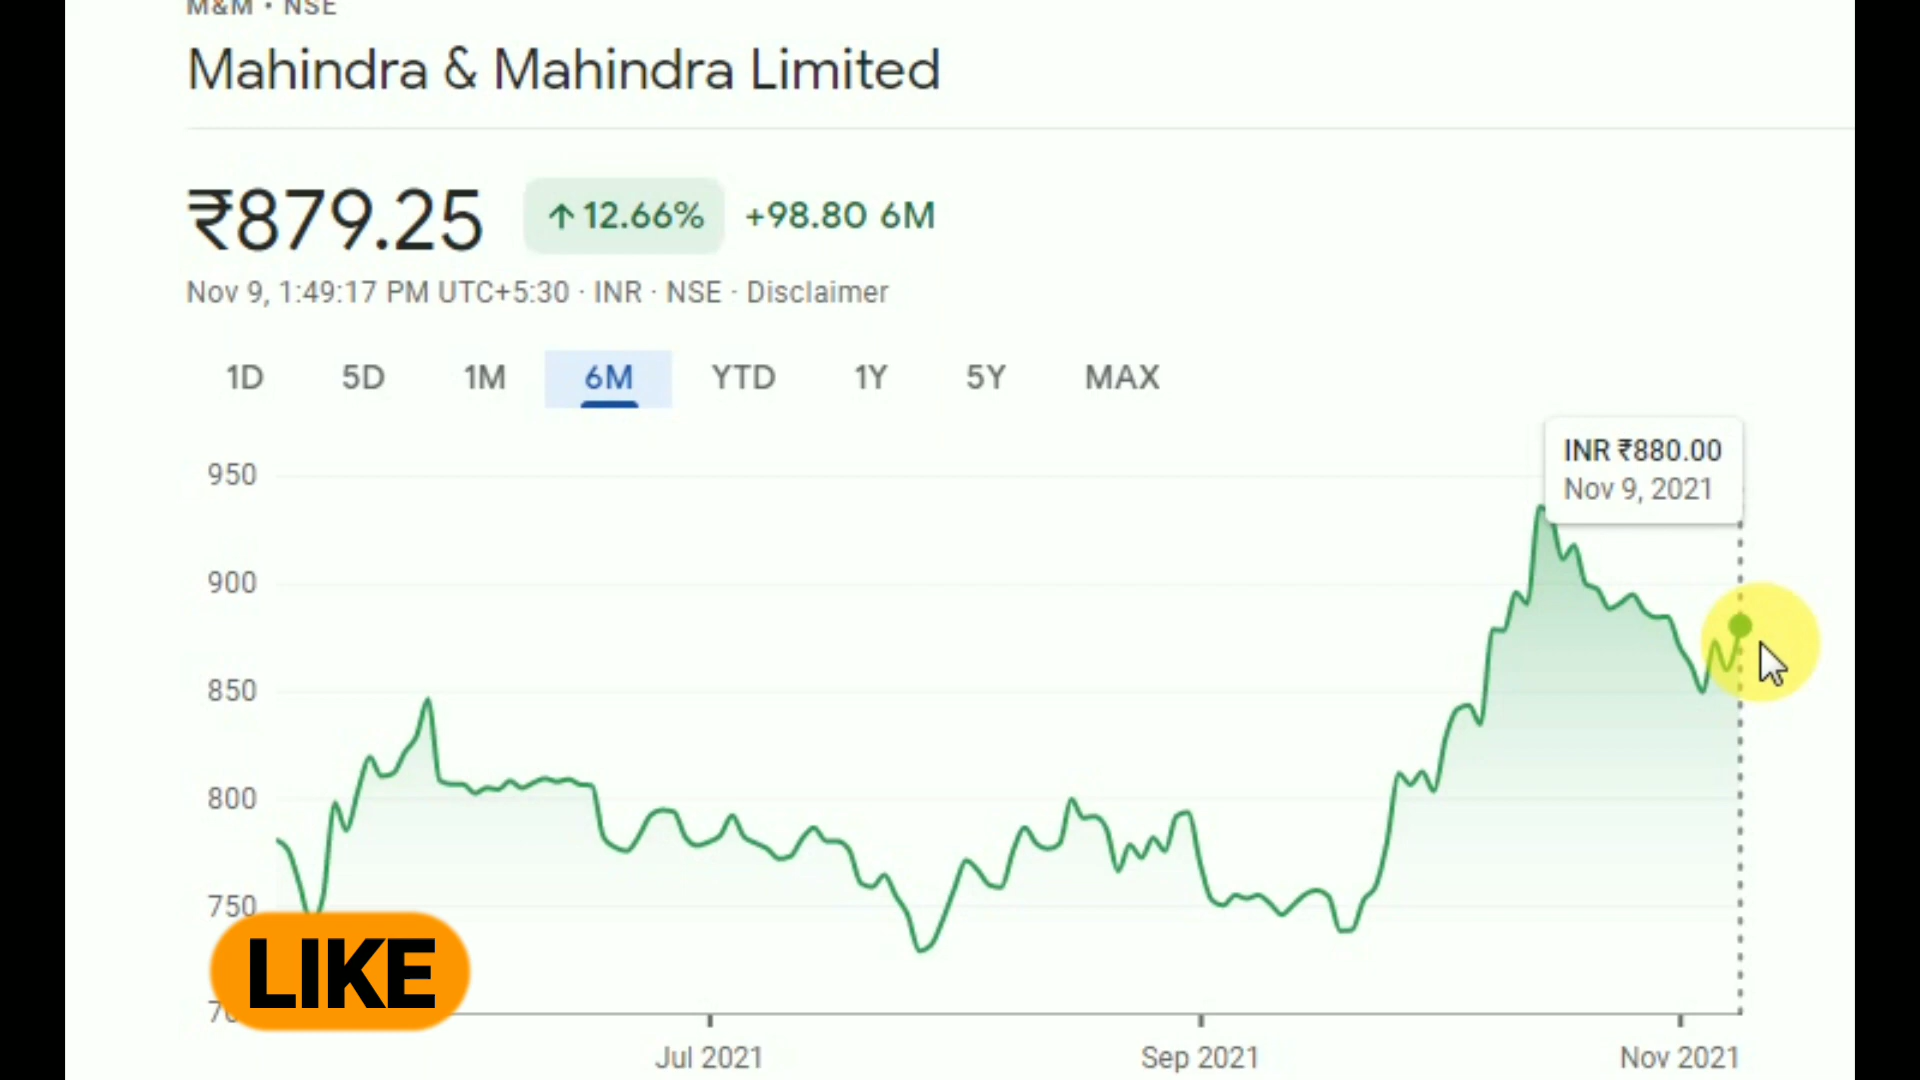 M&M • NSE
Mahindra & Mahindra Limited
₹879.25 ↑ 12.66% +98.80 6M
Nov 9, 1:49:17 PM UTC+5:30 · INR · NSE · Disclaimer
1D 5D 1M 6M YTD 1Y 5Y MAX
INR ₹880.00
Nov 9, 2021
950
900
850
800
750
LIKE
Jul 2021 Sep 2021 Nov 2021